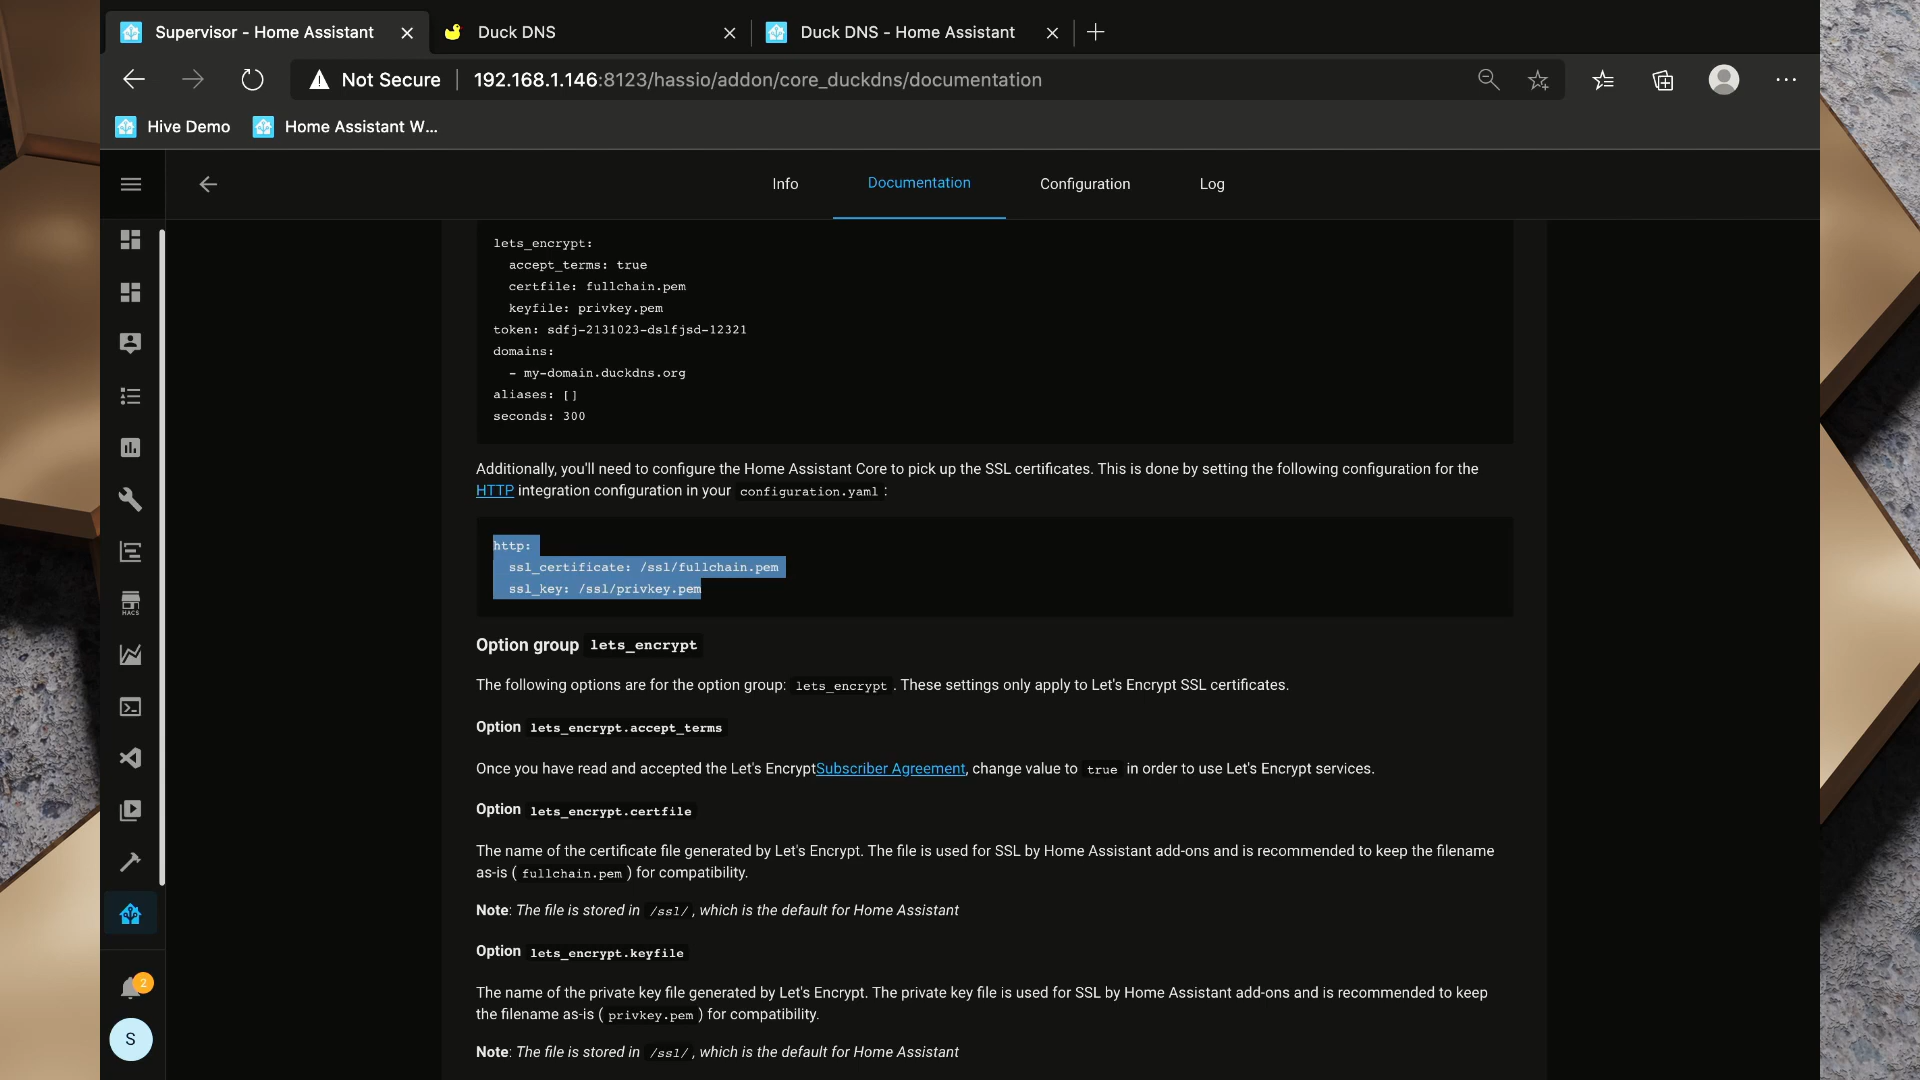 Supervisor - Home Assistant
Duck DNS
Duck DNS - Home Assistant
Not Secure
192.168.1.146:8123/hassio/addon/core_duckdns/documentation
Hive Demo
Home Assistant W...
Info
Documentation
Configuration
Log
lets_encrypt:
accept_terms: true
certfile: fullchain.pem
keyfile: privkey.pem
token: sdfj-2131023-dslfjsd-12321
domains:
- my-domain.duckdns.org
aliases: []
seconds: 300
Additionally, you'll need to configure the Home Assistant Core to pick up the SSL certificates. This is done by setting the following configuration for the
HTTP integration configuration in your configuration.yaml :
http:
ssl_certificate: /ssl/fullchain.pem
ssl_key: /ssl/privkey.pem
Option group lets_encrypt
The following options are for the option group: lets_encrypt . These settings only apply to Let's Encrypt SSL certificates.
Option lets_encrypt.accept_terms
Once you have read and accepted the Let's EncryptSubscriber Agreement, change value to true in order to use Let's Encrypt services.
Option lets_encrypt.certfile
The name of the certificate file generated by Let's Encrypt. The file is used for SSL by Home Assistant add-ons and is recommended to keep the filename
as-is ( fullchain.pem ) for compatibility.
Note: The file is stored in /ssl/ , which is the default for Home Assistant
Option lets_encrypt.keyfile
The name of the private key file generated by Let's Encrypt. The private key file is used for SSL by Home Assistant add-ons and is recommended to keep
the filename as-is ( privkey.pem ) for compatibility.
Note: The file is stored in /ssl/ , which is the default for Home Assistant
HACS
2
S